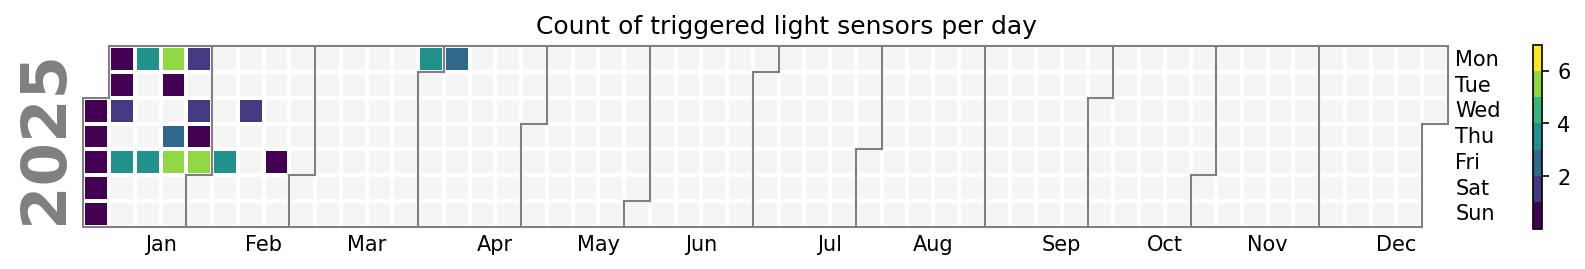 Count of triggered light sensors per day
2025
Mon
Tue
Wed
Thu
Fri
Sat
Sun
6
4
2
Jan Feb Mar Apr May Jun Jul Aug Sep Oct Nov Dec